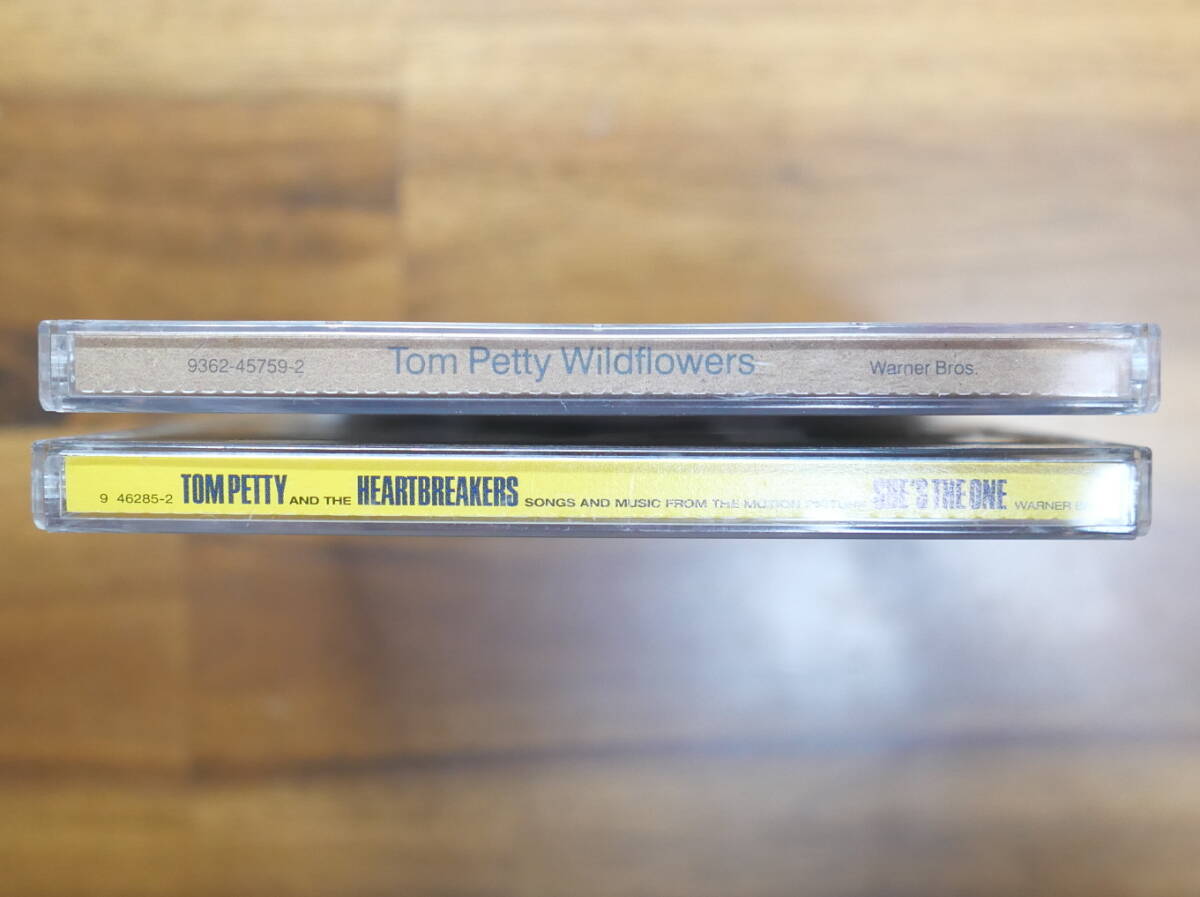 9362-45759-2 Tom Petty Wildflowers Warner Bros.
9 46285-2 TOM PETTY AND THE HEARTBREAKERS SONGS AND MUSIC FROM THE MOTION PICTURE SHE'S THE ONE WARNER